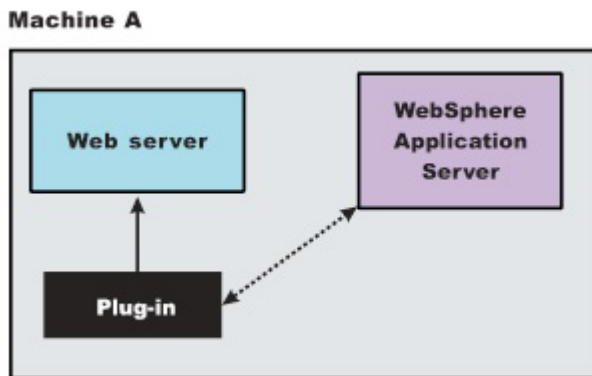 Machine A
Web server
WebSphere
Application
Server
Plug-in